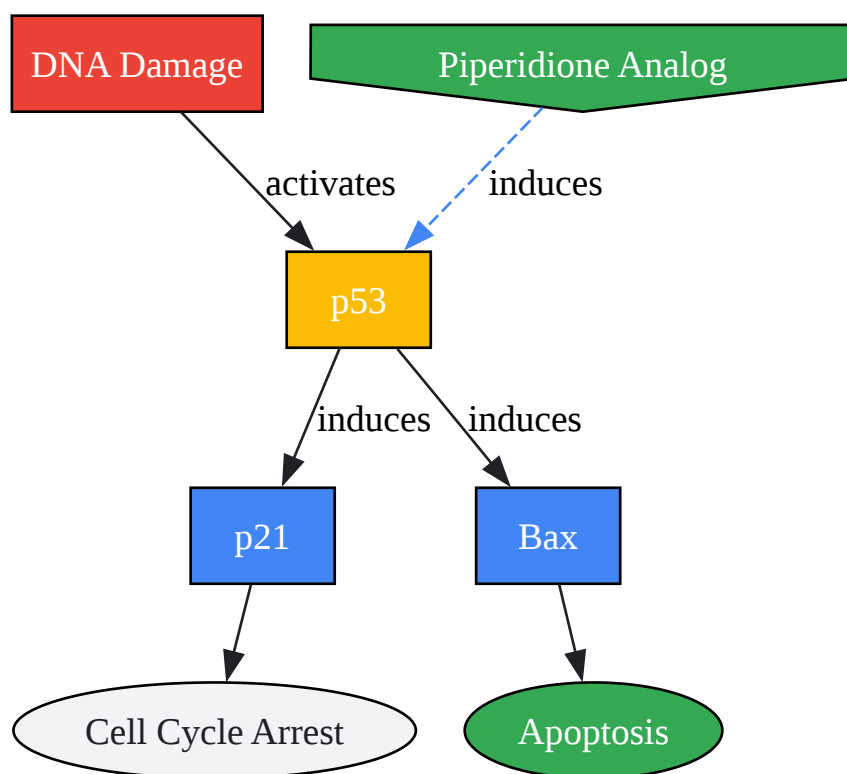 DNA Damage
Piperidione Analog
activates
induces
p53
induces
induces
p21
Bax
Cell Cycle Arrest
Apoptosis